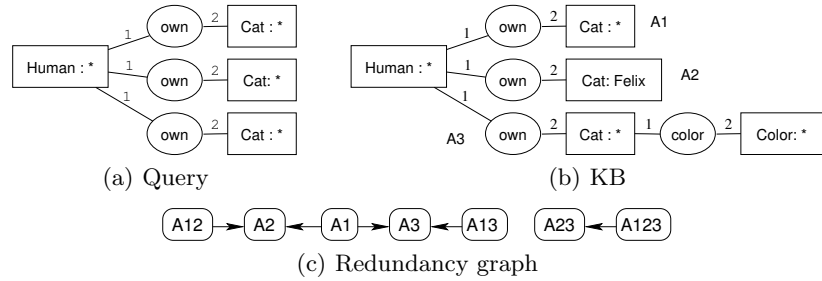 own 2 Cat : *
1
Human : * 1 own 2 Cat: *
1
own 2 Cat : *
(a) Query
own 2 Cat : * A1
1
Human : * 1 own 2 Cat: Felix A2
1
A3 own 2 Cat : * 1 color 2 Color: *
(b) KB
A12 A2 A1 A3 A13 A23 A123
(c) Redundancy graph